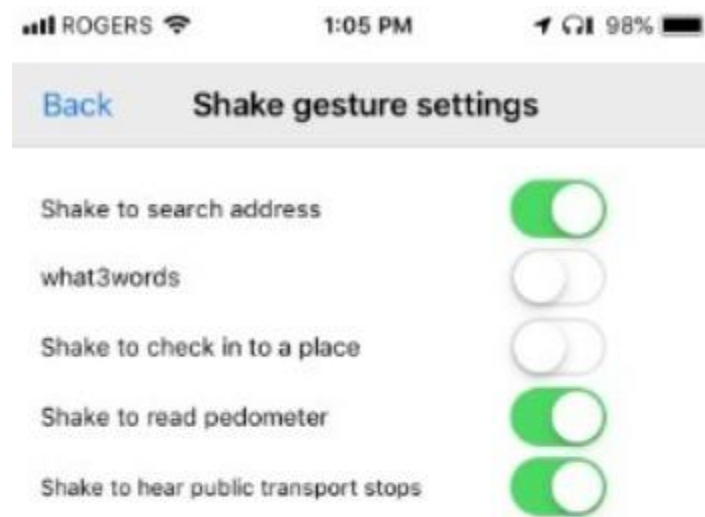 ROGERS 1:05 PM 98%
Back Shake gesture settings
Shake to search address
what3words
Shake to check in to a place
Shake to read pedometer
Shake to hear public transport stops